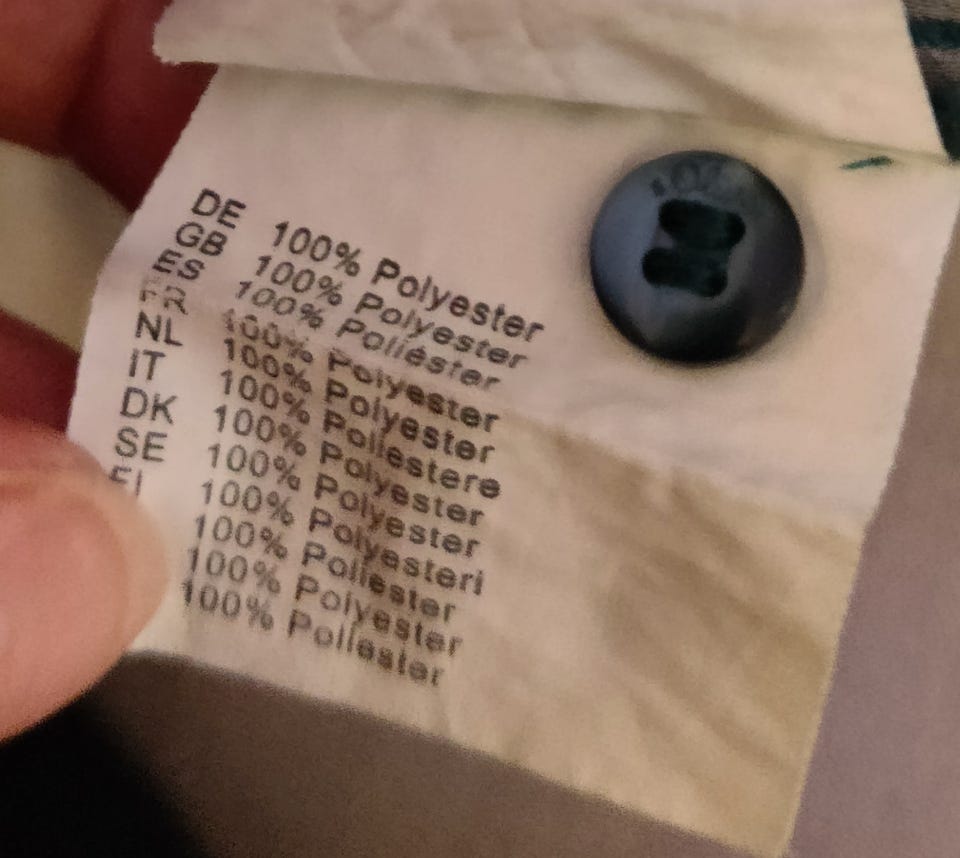 DE 100% Polyester
GB 100% Polyester
ES 100% Poliéster
FR 100% Polyester
NL 100% Polyester
IT 100% Poliestere
DK 100% Polyester
SE 100% Polyester
FI 100% Polyesteri
100% Poliester
100% Polyester
100% Poliester